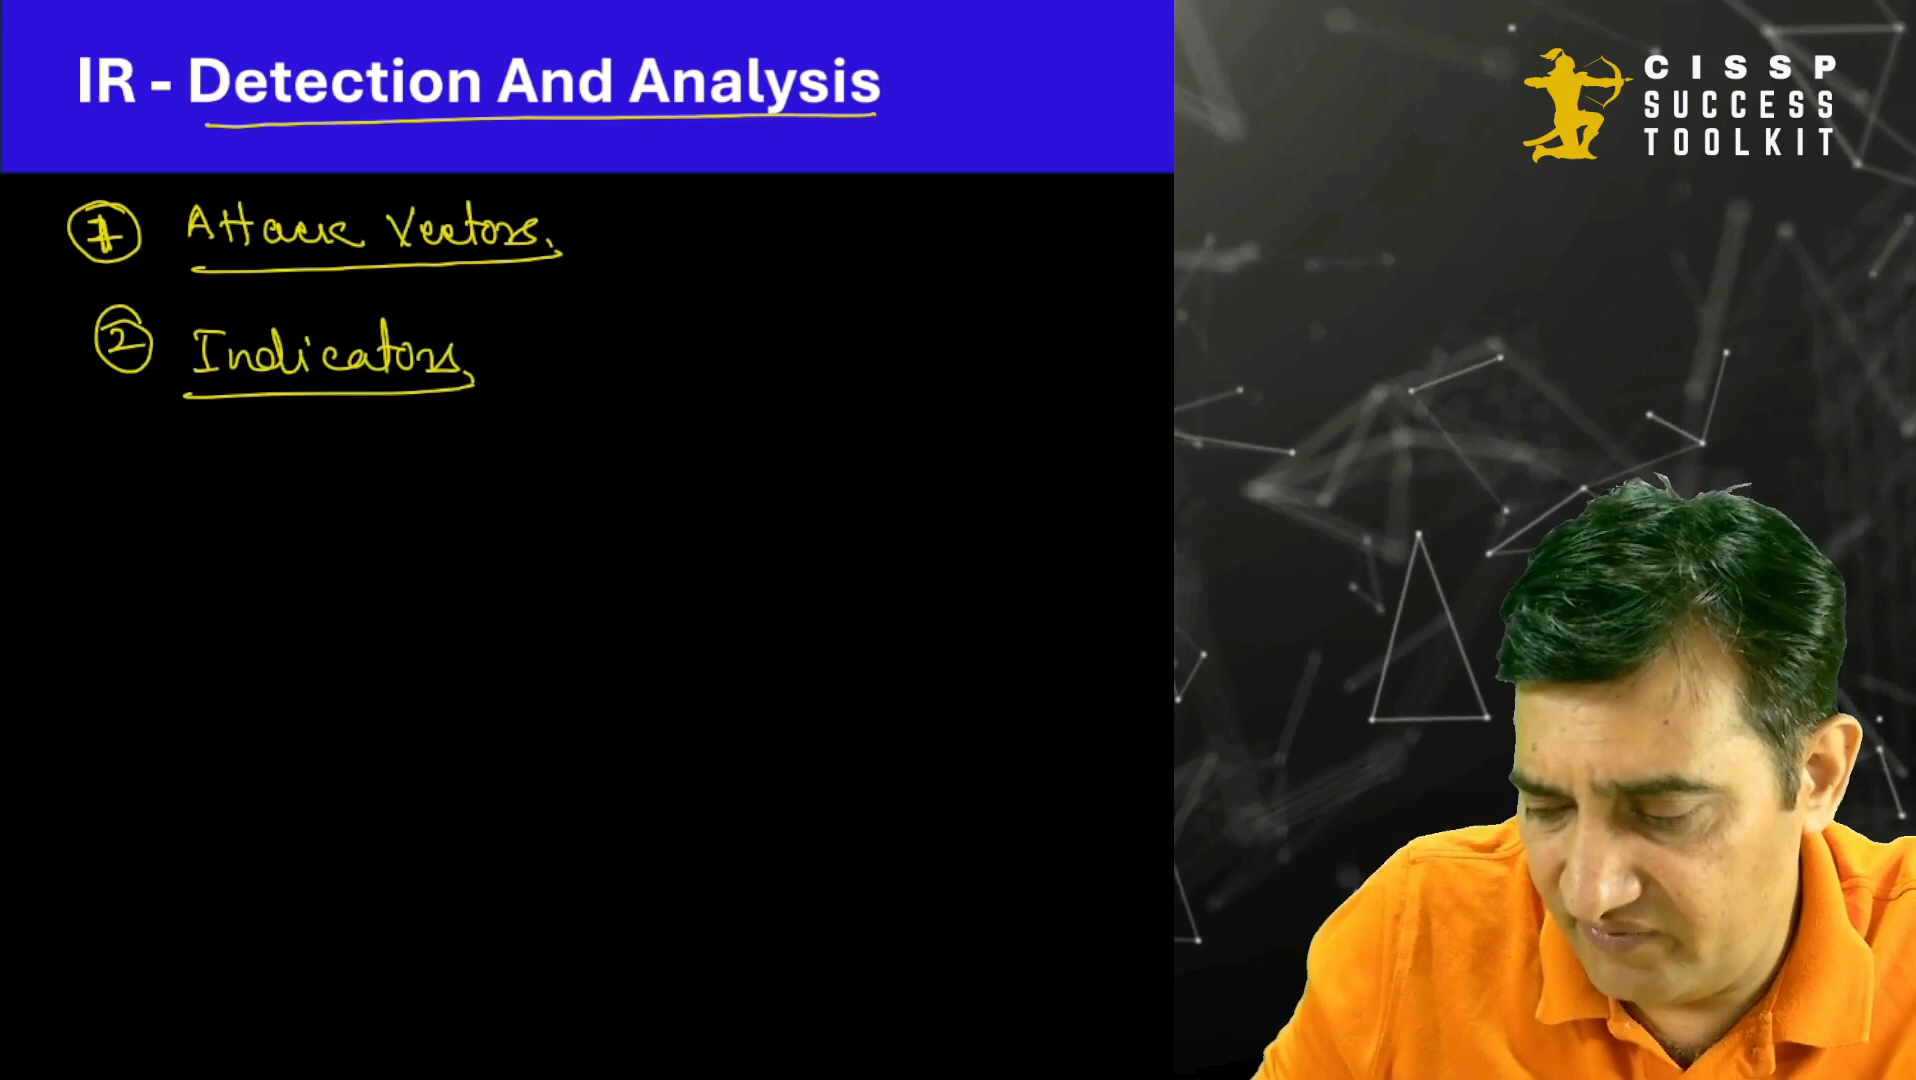 IR - Detection And Analysis
CISSP
SUCCESS
TOOLKIT
1 Attack Vectors.
2 Indicators,